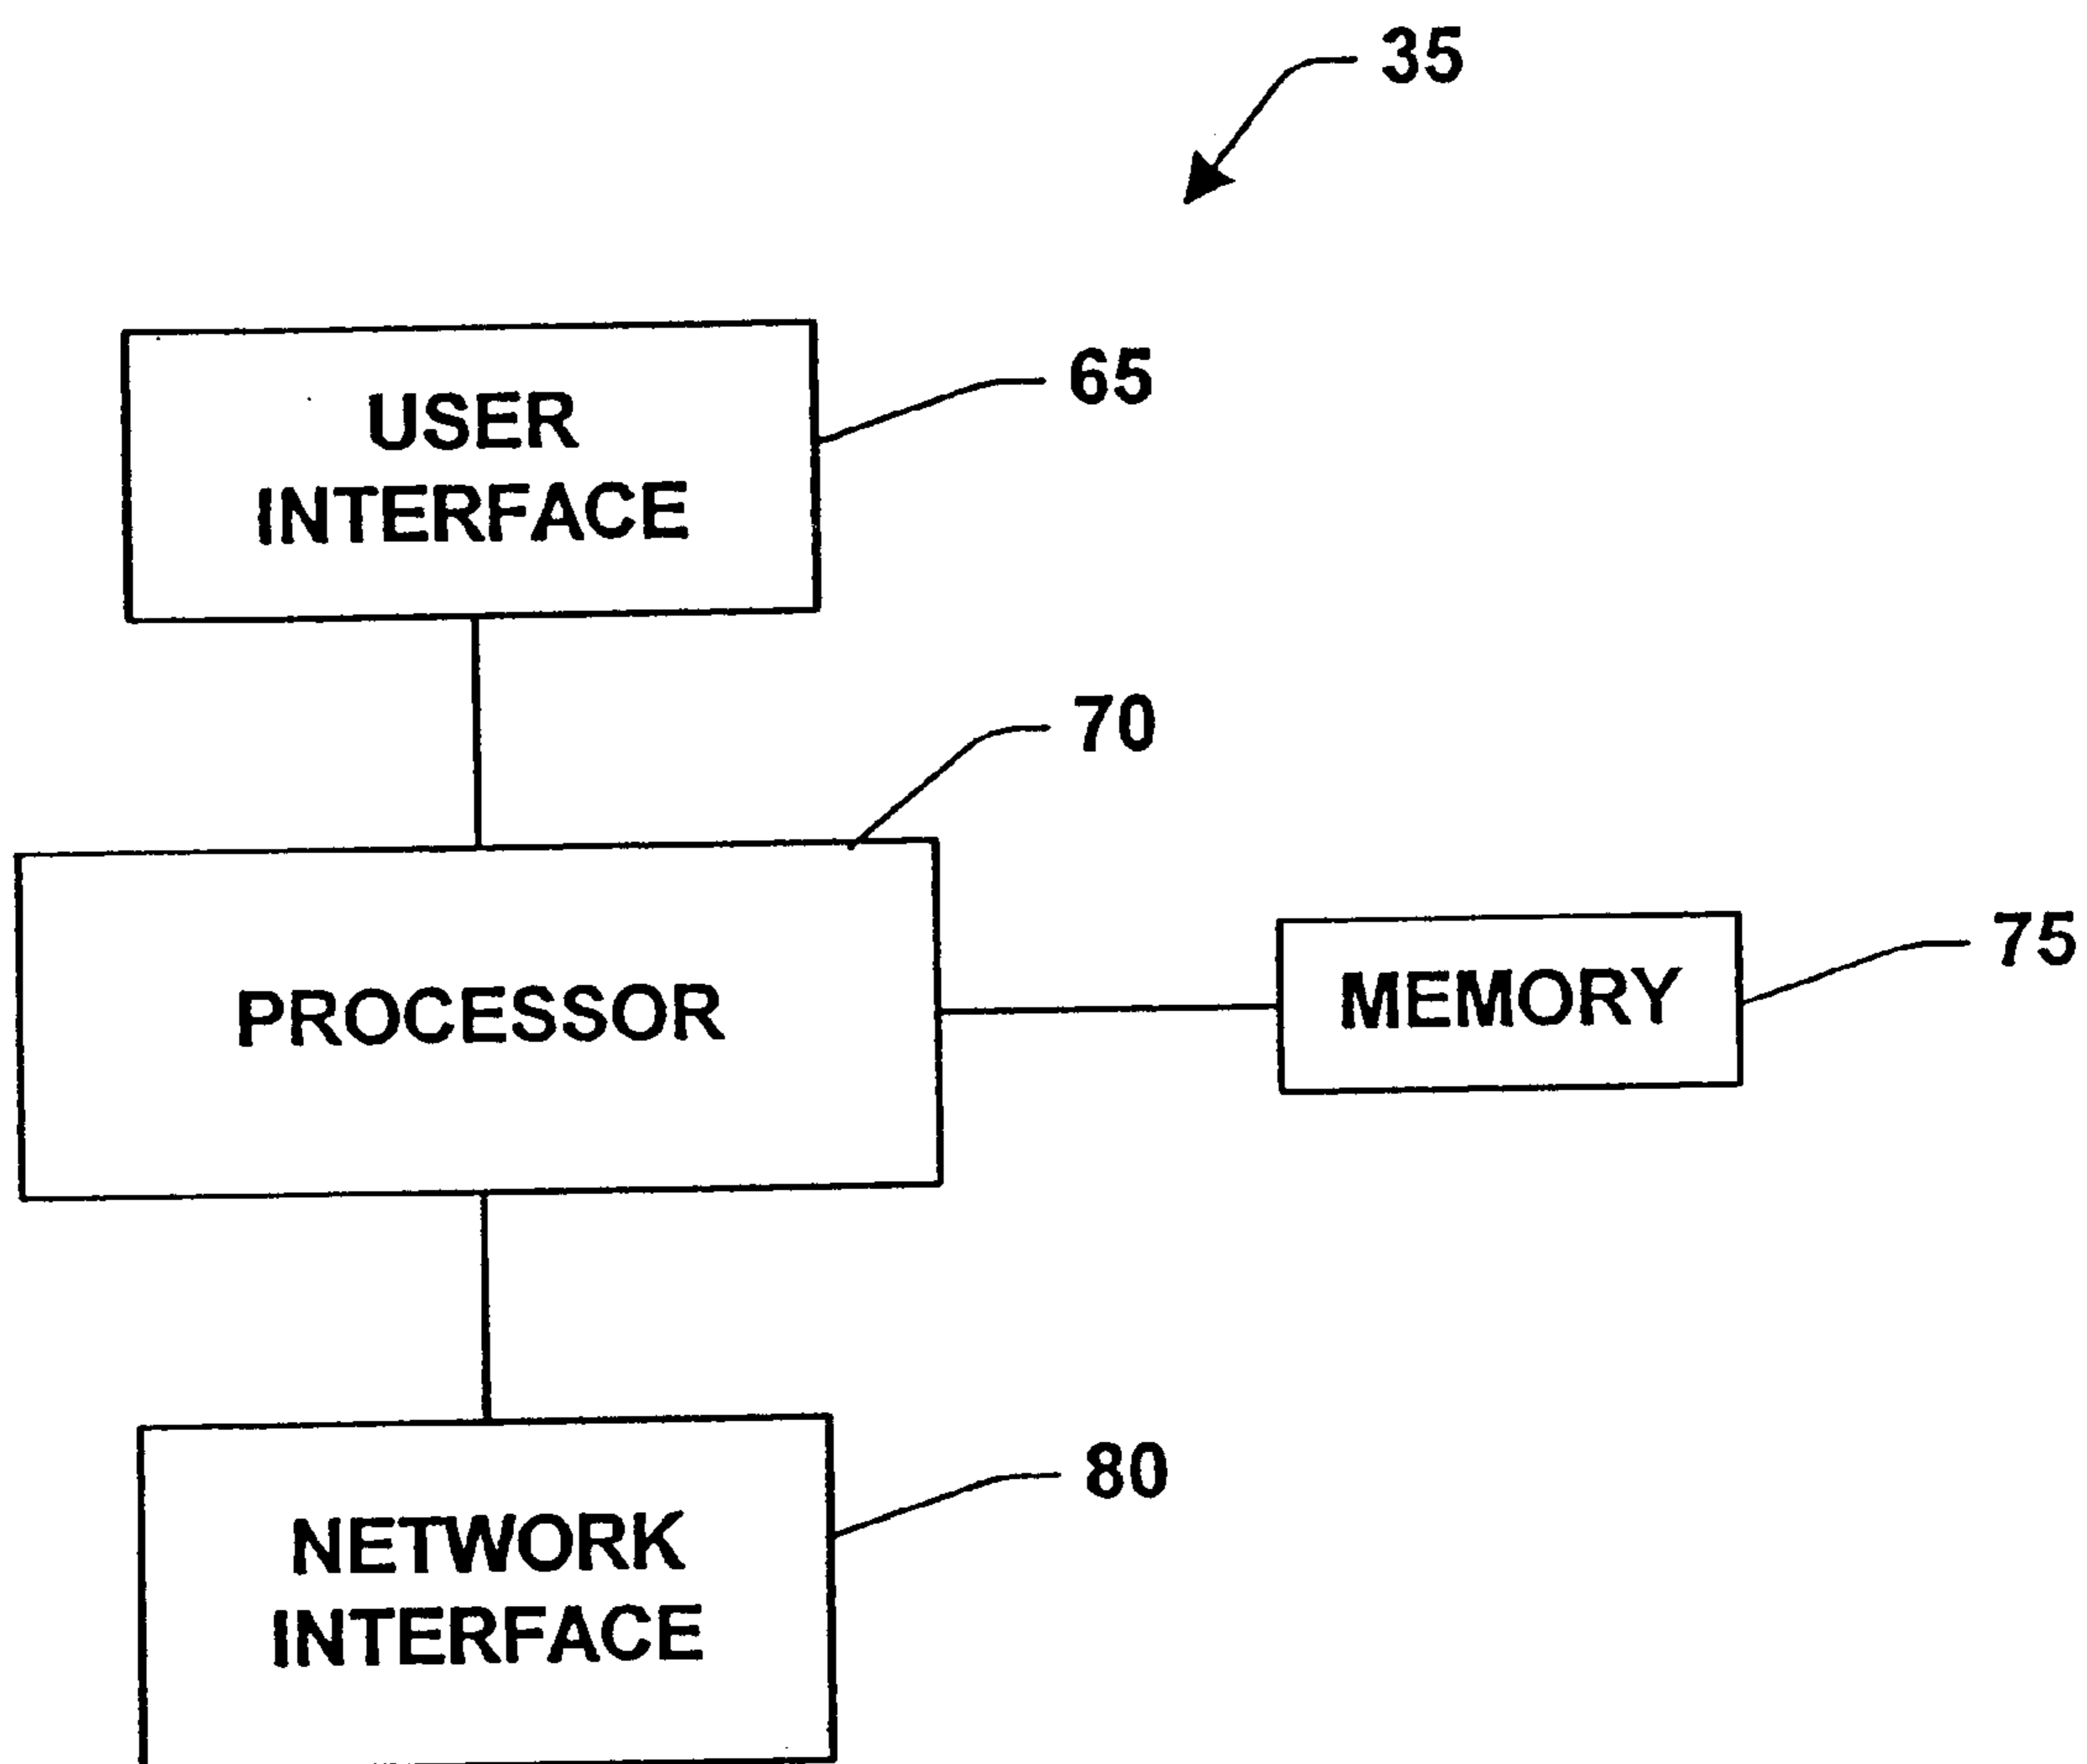 35
65
USER
INTERFACE
70
75
PROCESSOR
MEMORY
80
NETWORK
INTERFACE